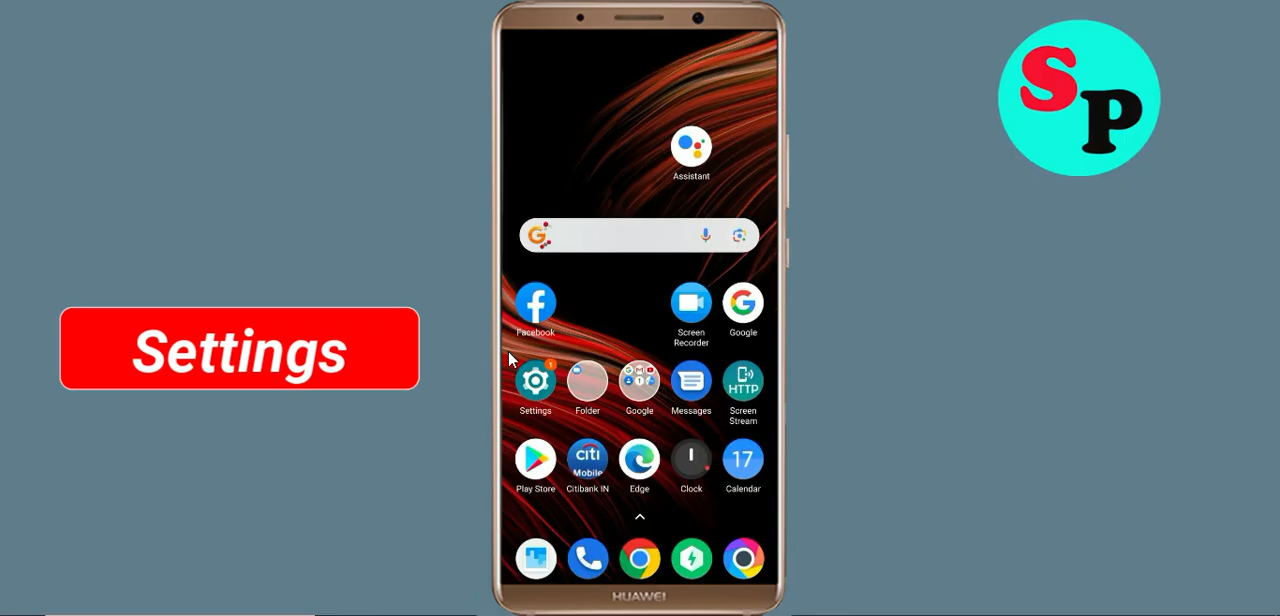 S
P
Assistant
G
Facebook
Screen
Recorder
Google
Settings
1
Settings
Folder
Google
Messages
HTTP
Screen
Stream
citi
Mobile
17
Play Store
Citibank IN
Edge
Clock
Calendar
HUAWEI